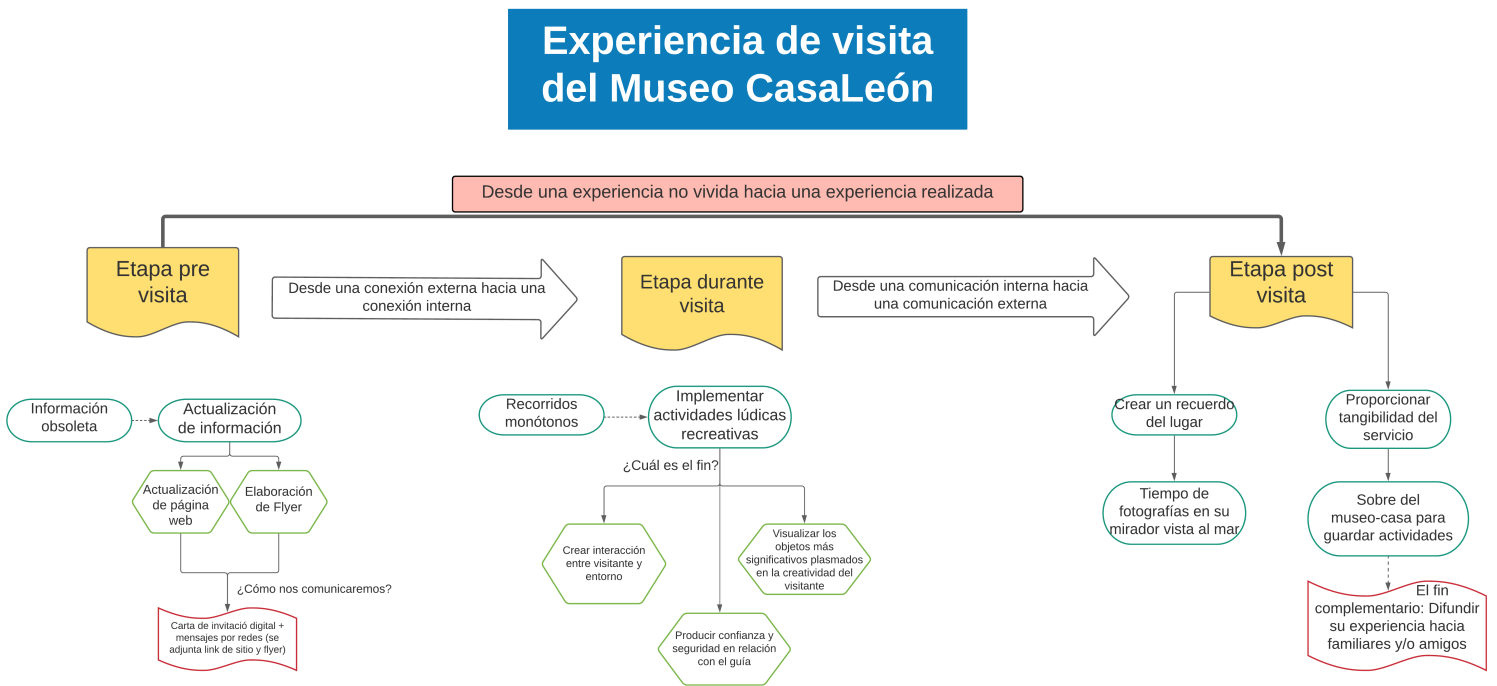 Experiencia de visita
del Museo CasaLeón
Desde una experiencia no vivida hacia una experiencia realizada
Etapa pre
visita
Desde una conexión externa hacia una
conexión interna
Etapa durante
visita
Desde una comunicación interna hacia
una comunicación externa
Etapa post
visita
Información
obsoleta
Actualización
de información
Actualización
de página
web
Elaboración
de Flyer
¿Cómo nos comunicaremos?
Carta de invitació digital +
mensajes por redes (se
adjunta link de sitio y flyer)
Recorridos
monótonos
Implementar
actividades lúdicas
recreativas
¿Cuál es el fin?
Crear interacción
entre visitante y
entorno
Visualizar los
objetos más
significativos plasmados
en la creatividad del
visitante
Producir confianza y
seguridad en relación
con el guía
Crear un recuerdo
del lugar
Tiempo de
fotografías en su
mirador vista al mar
Proporcionar
tangibilidad del
servicio
Sobre del
museo-casa para
guardar actividades
El fin
complementario: Difundir
su experiencia hacia
familiares y/o amigos